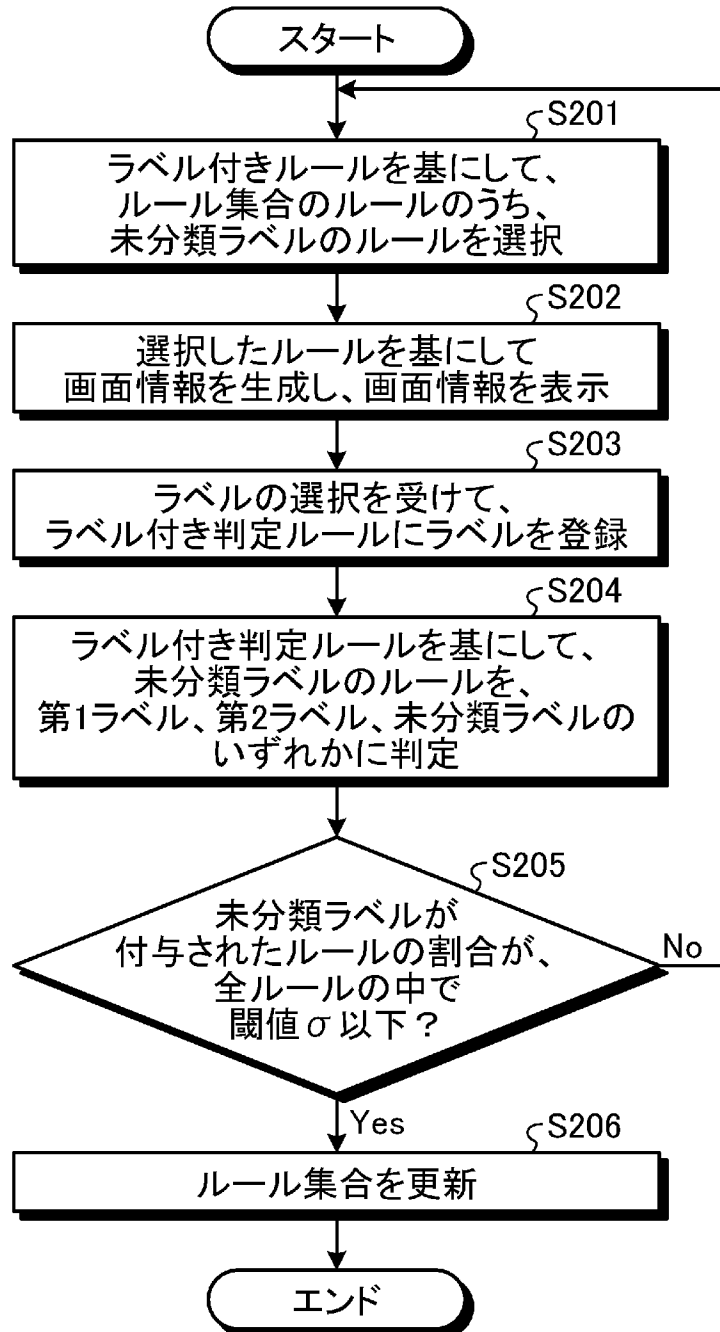 スタート
S201
ラベル付きルールを基にして、
ルール集合のルールのうち、
未分類ラベルのルールを選択
S202
選択したルールを基にして
画面情報を生成し、画面情報を表示
S203
ラベルの選択を受けて、
ラベル付き判定ルールにラベルを登録
S204
ラベル付き判定ルールを基にして、
未分類ラベルのルールを、
第1ラベル、第2ラベル、未分類ラベルの
いずれかに判定
S205
未分類ラベルが
付与されたルールの割合が、
全ルールの中で
閾値σ以下?
No
Yes
S206
ルール集合を更新
エンド